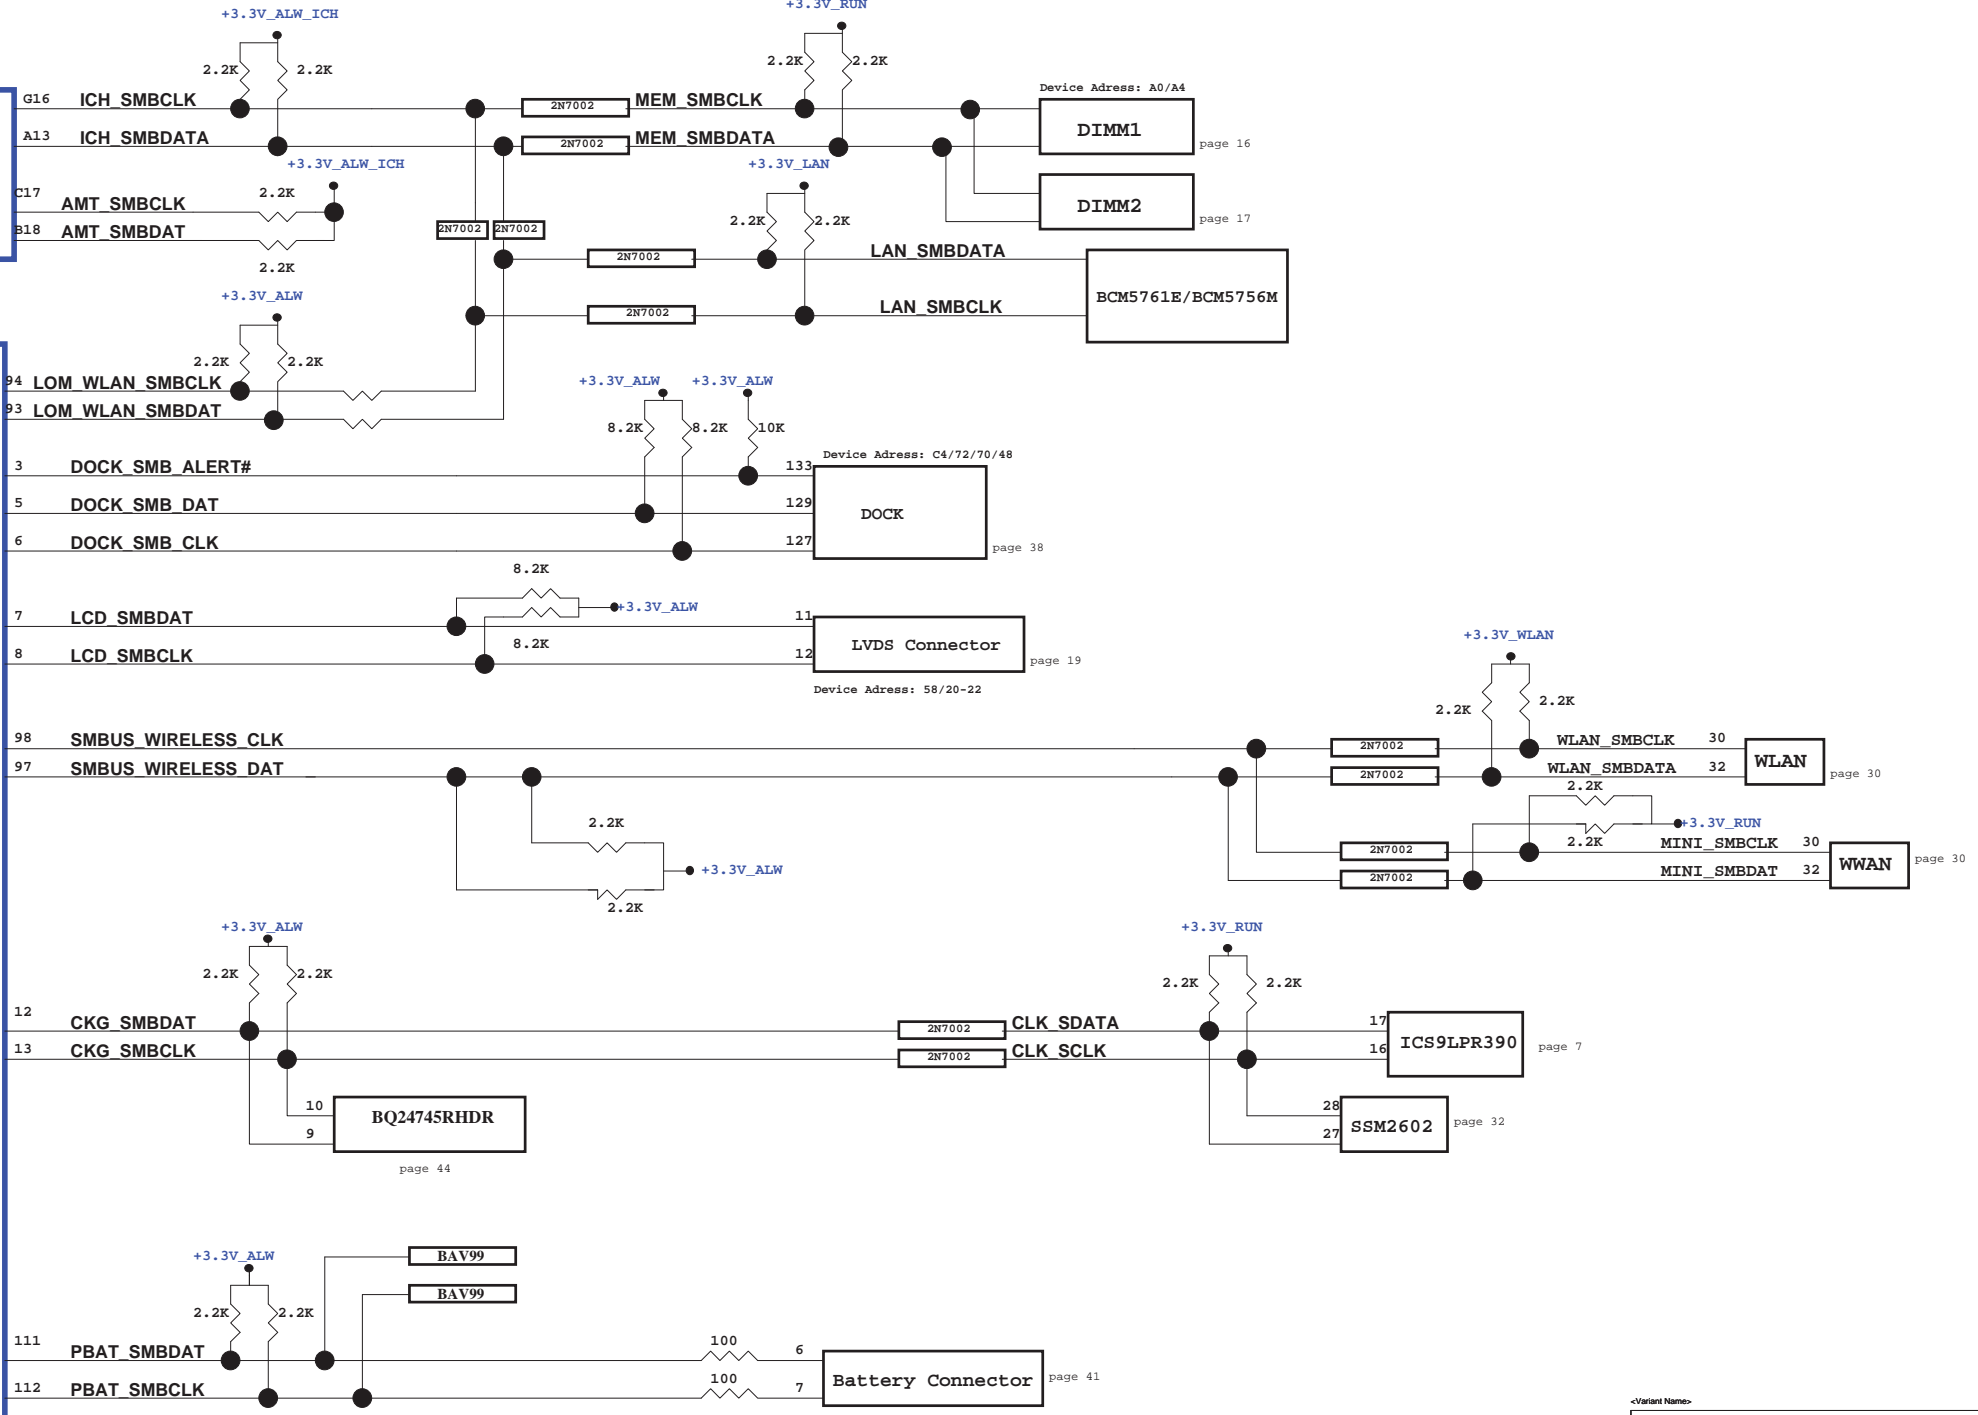 +3.3V_ALW_ICH
+3.3V_RUN
2.2K 2.2K
2.2K 2.2K
Device Adress: A0/A4
G16 ICH_SMBCLK 2N7002 MEM_SMBCLK
DIMM1
A13 ICH_SMBDATA 2N7002 MEM_SMBDATA
page 16
+3.3V_ALW_ICH
+3.3V_LAN
C17 AMT_SMBCLK 2.2K
DIMM2
page 17
2.2K 2.2K
B18 AMT_SMBDAT
2.2K
2N7002 2N7002
2N7002 LAN_SMBDATA
BCM5761E/BCM5756M
2N7002 LAN_SMBCLK
+3.3V_ALW
2.2K 2.2K
94 LOM_WLAN_SMBCLK
93 LOM_WLAN_SMBDAT
+3.3V_ALW +3.3V_ALW
8.2K 8.2K 10K
Device Adress: C4/72/70/48
3 DOCK_SMB_ALERT# 133
5 DOCK_SMB_DAT 129
DOCK
6 DOCK_SMB_CLK 127
page 38
8.2K
+3.3V_ALW
7 LCD_SMBDAT 11
8.2K
LVDS Connector
8 LCD_SMBCLK 12
page 19
Device Adress: 58/20-22
+3.3V_WLAN
2.2K 2.2K
98 SMBUS_WIRELESS_CLK 2N7002 WLAN_SMBCLK 30
WLAN
97 SMBUS_WIRELESS_DAT 2N7002 WLAN_SMBDATA 32
page 30
2.2K
+3.3V_RUN
2.2K
2.2K
2N7002 MINI_SMBCLK 30
WWAN
page 30
2N7002 MINI_SMBDAT 32
+3.3V_ALW
2.2K
+3.3V_ALW
+3.3V_RUN
2.2K 2.2K
2.2K 2.2K
12 CKG_SMBDAT 2N7002 CLK_SDATA 17
ICS9LPR390
page 7
13 CKG_SMBCLK 2N7002 CLK_SCLK 16
10
BQ24745RHDR
9
page 44
28
SSM2602
page 32
27
+3.3V_ALW
BAV99
BAV99
2.2K 2.2K
111 PBAT_SMBDAT 100 6
Battery Connector
page 41
112 PBAT_SMBCLK 100 7
<Variant Name>